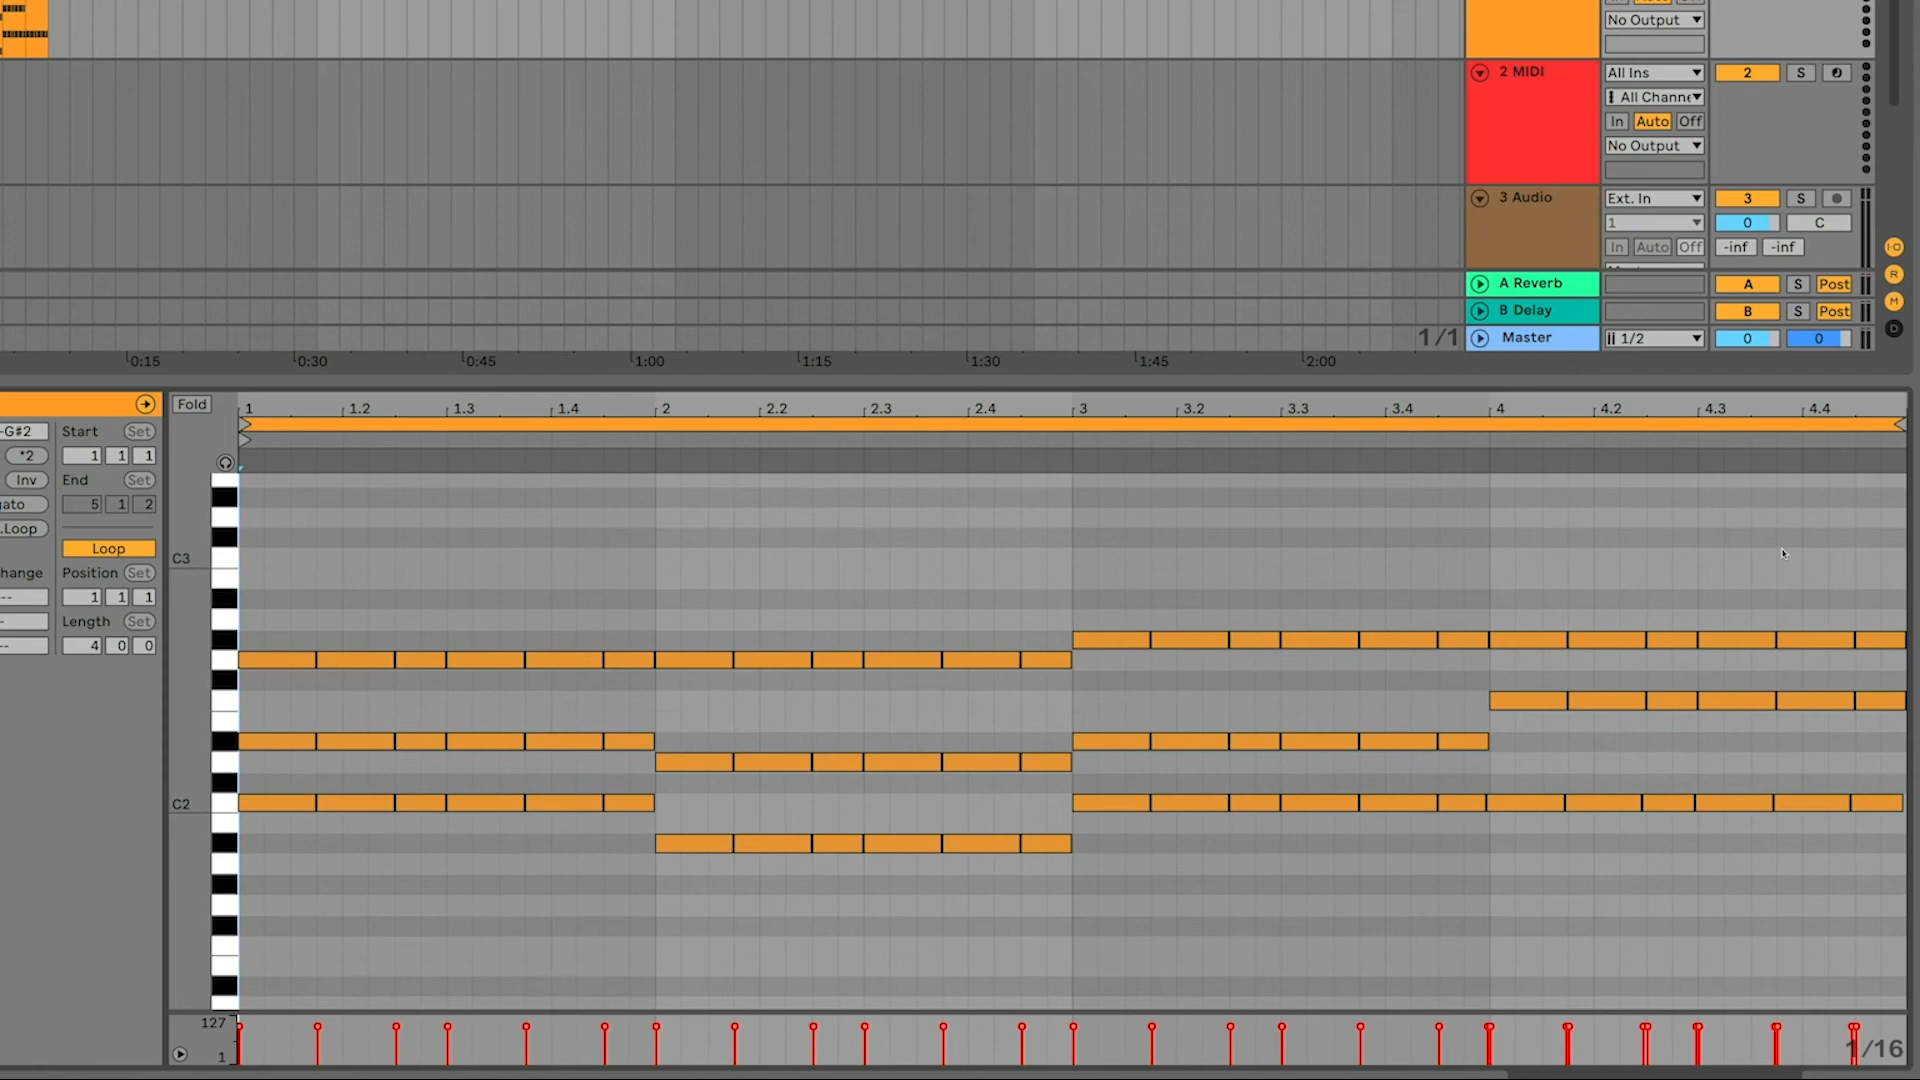 No Output
2 MIDI
All Ins
2
S
All Channe
In Auto Off
No Output
3 Audio
Ext. In
3
S
1
0
C
In Auto Off
-inf
-inf
A Reverb
A
S
Post
B Delay
B
S
Post
1/1
Master
1/2
0
0
I·O
R
M
D
0:15
0:30
0:45
1:00
1:15
1:30
1:45
2:00
Fold
1
1.2
1.3
1.4
2
2.2
2.3
2.4
3
3.2
3.3
3.4
4
4.2
4.3
4.4
-G#2
Start
Set
*2
1
1
1
Inv
End
Set
gato
5
1
2
.Loop
Loop
hange
Position
Set
--
1
1
1
-
Length
Set
--
4
0
0
C3
C2
127
1
1/16